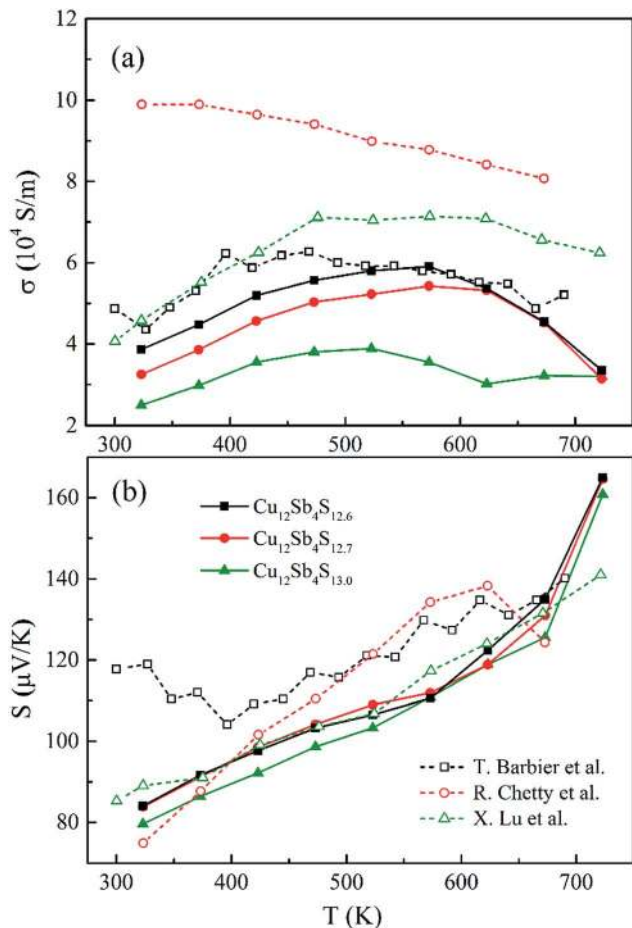 12
(a)
10
8
σ (10⁴ S/m)
6
4
2
300 400 500 600 700
(b)
160
Cu₁₂Sb₄S₁₂.₆
Cu₁₂Sb₄S₁₂.₇
Cu₁₂Sb₄S₁₃.₀
140
120
S (μV/K)
100
80
T. Barbier et al.
R. Chetty et al.
X. Lu et al.
300 400 500 600 700
T (K)